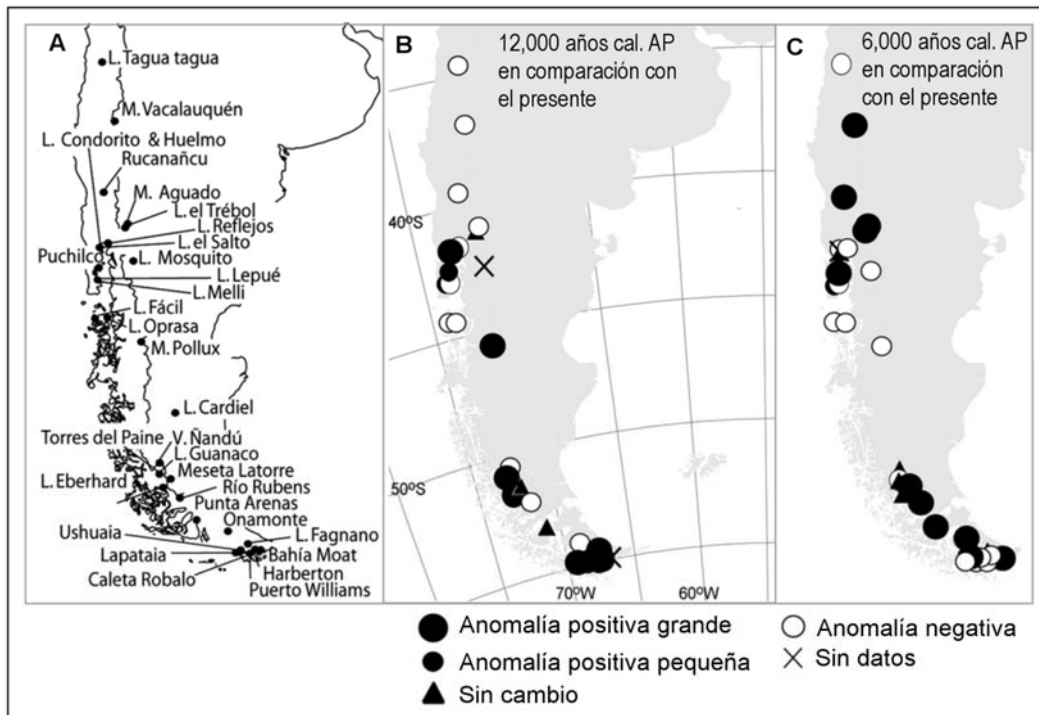 A
L. Tagua tagua
M. Vacalauquén
L. Condorito & Huelmo
Rucanañcu
M. Aguado
L. el Trébol
L. Reflejos
L. el Salto
Puchilco
L. Mosquito
L. Lepué
L. Melli
L. Fácil
L. Oprasa
M. Pollux
L. Cardiel
Torres del Paine
V. Ñandú
L. Guanaco
L. Eberhard
Meseta Latorre
Río Rubens
Punta Arenas
Ushuaia
Onamonte
L. Fagnano
Lapataia
Bahía Moat
Caleta Robalo
Harberton
Puerto Williams
B
12,000 años cal. AP
en comparación con
el presente
40ºS
50ºS
70ºW
60ºW
C
6,000 años cal. AP
en comparación
con el presente
Anomalía positiva grande
Anomalía positiva pequeña
Sin cambio
Anomalía negativa
Sin datos